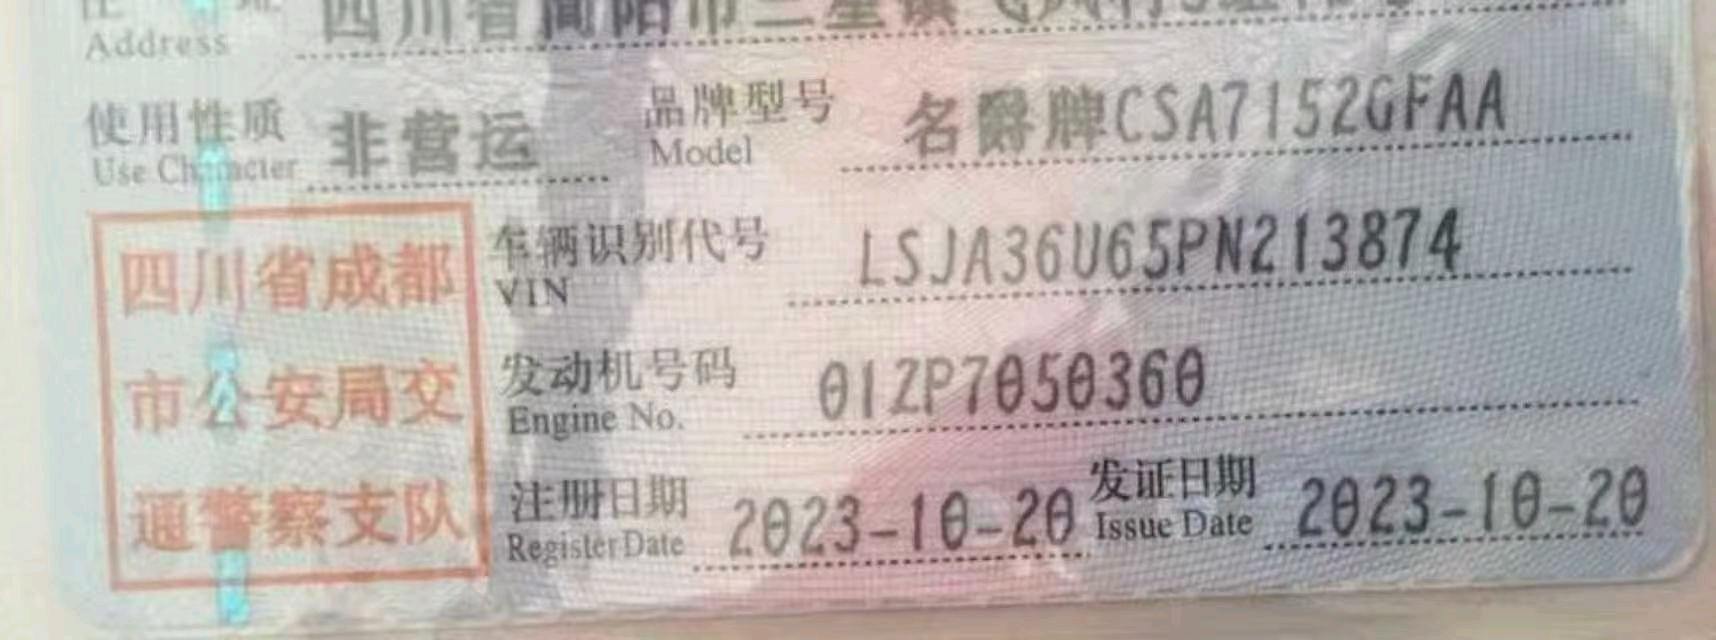 Address 四川省简阳市三星镇
使用性质 非营运 品牌型号 名爵牌CSA7152GFAA
Use Character Model
四川省成都 车辆识别代号 LSJA36U65PN213874
VIN
市公安局交 发动机号码 01ZP7050360
Engine No.
通警察支队 注册日期 2023-10-20 发证日期 2023-10-20
Register Date Issue Date